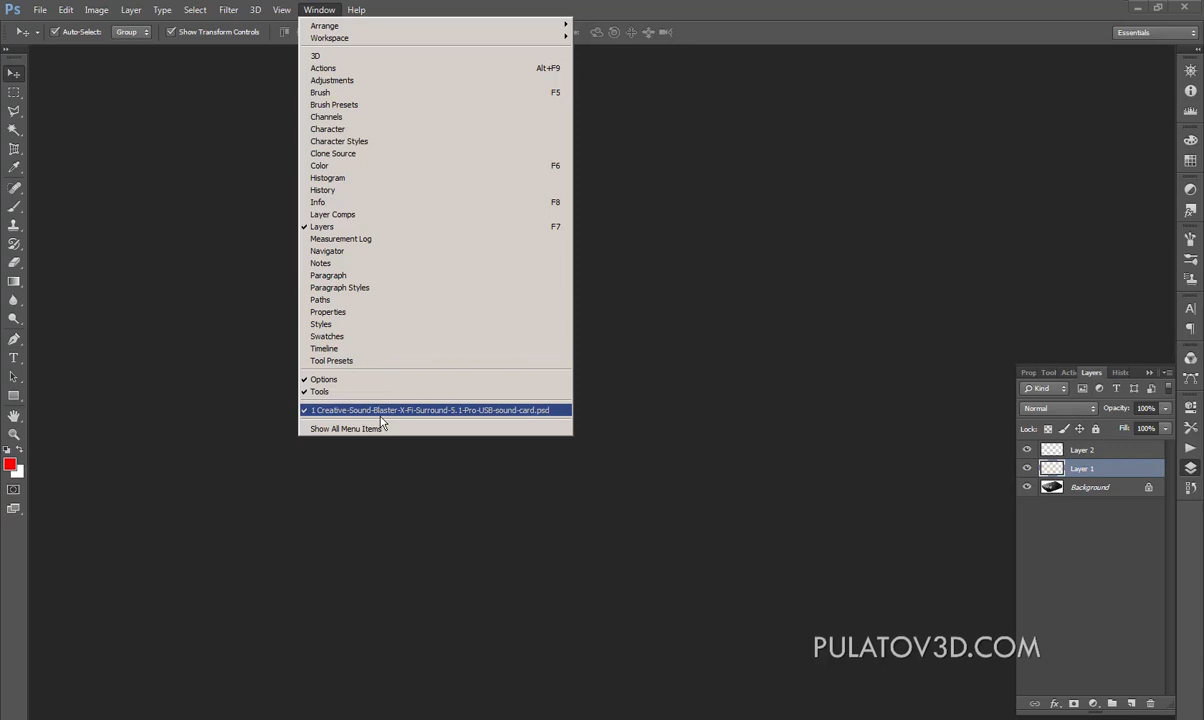 Ps File Edit Image Layer Type Select Filter 3D View Window Help
Auto-Select: Group Show Transform Controls Essentials
Arrange
Workspace
3D
Actions Alt+F9
Adjustments
Brush F5
Brush Presets
Channels
Character
Character Styles
Clone Source
Color F6
Histogram
History
Info F8
Layer Comps
Layers F7
Measurement Log
Navigator
Notes
Paragraph
Paragraph Styles
Paths
Properties
Styles
Swatches
Timeline
Tool Presets
Options
Tools
1 Creative-Sound-Blaster-X-Fi-Surround-5.1-Pro-USB-sound-card.psd
Show All Menu Items
Prop Tool Acti Layers Hist
Kind
Normal Opacity: 100%
Lock: Fill: 100%
Layer 2
Layer 1
Background
PULATOV3D.COM